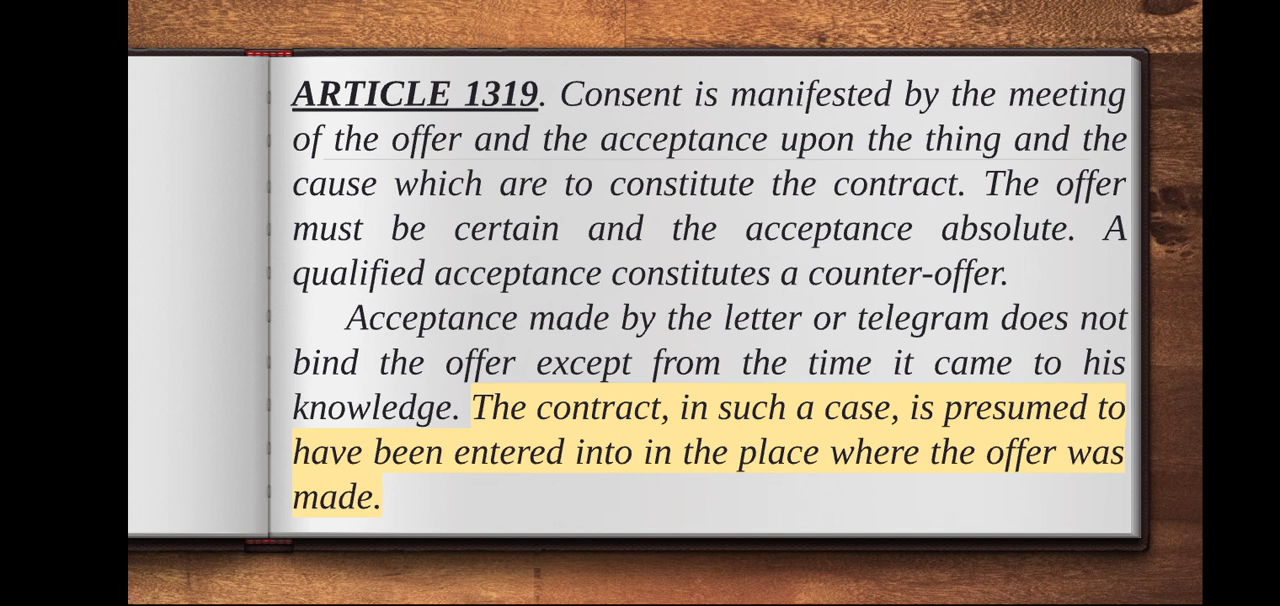 ARTICLE 1319. Consent is manifested by the meeting
of the offer and the acceptance upon the thing and the
cause which are to constitute the contract. The offer
must be certain and the acceptance absolute. A
qualified acceptance constitutes a counter-offer.
Acceptance made by the letter or telegram does not
bind the offer except from the time it came to his
knowledge. The contract, in such a case, is presumed to
have been entered into in the place where the offer was
made.